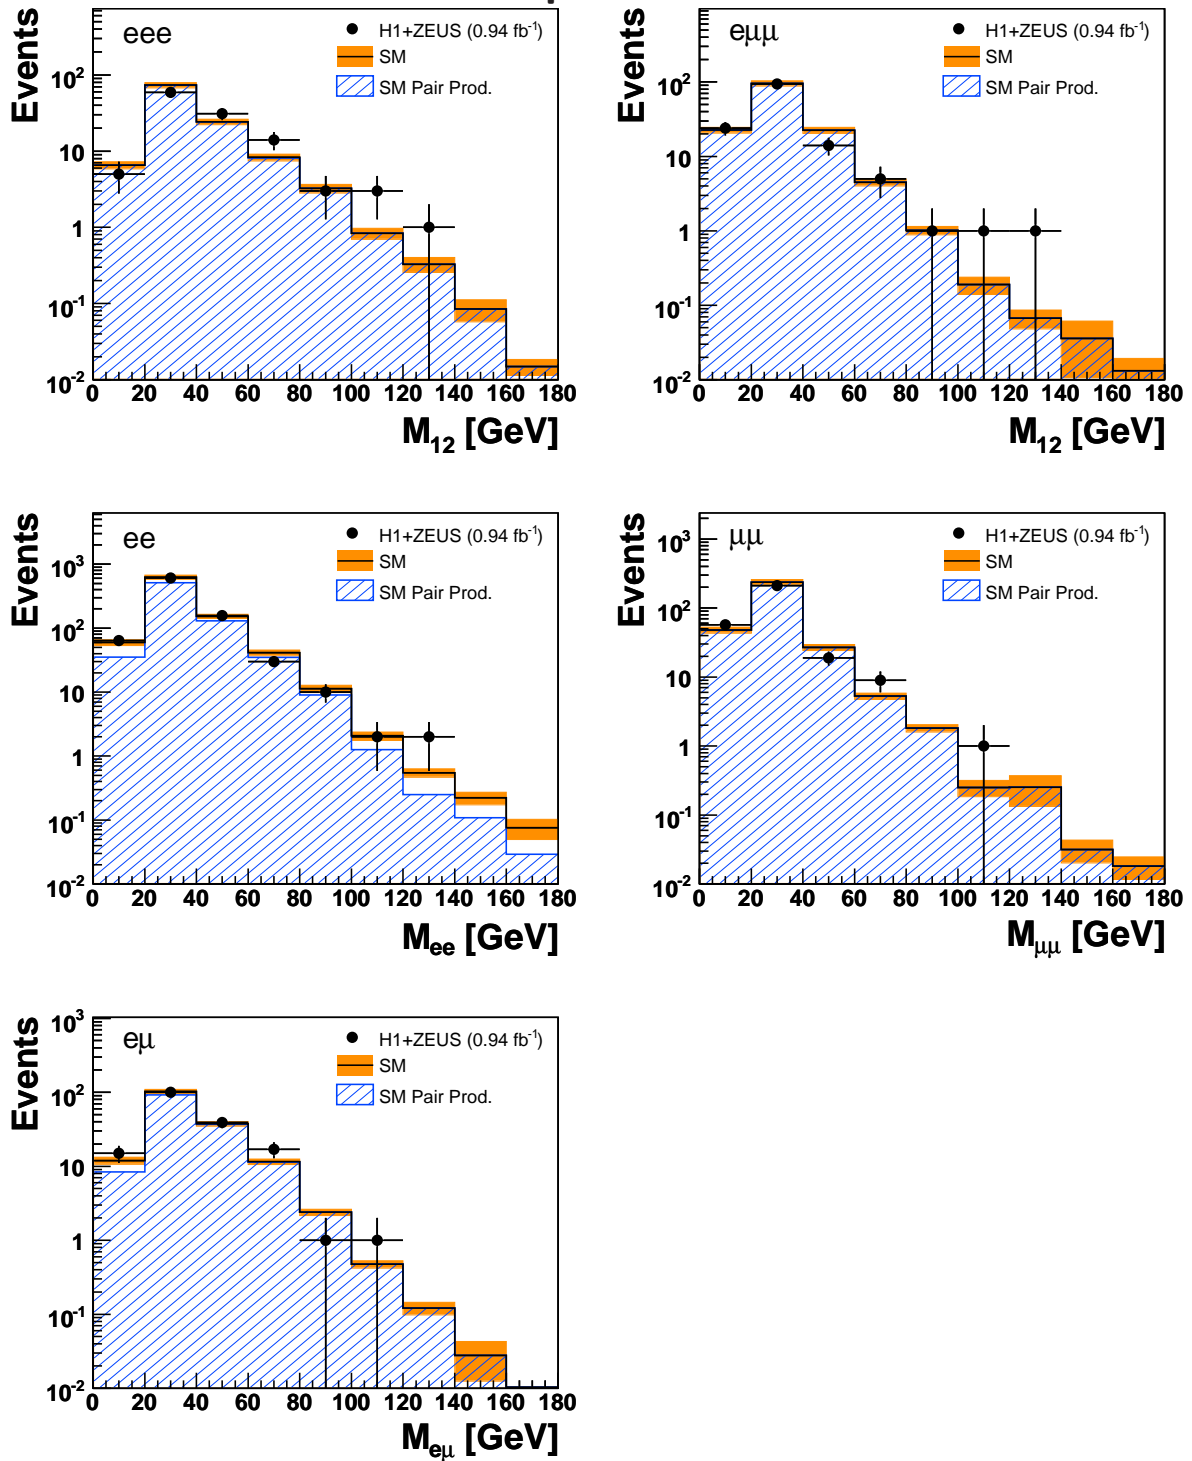 eee
H1+ZEUS (0.94 fb⁻¹)
SM
SM Pair Prod.
Events
10²
10
1
10⁻¹
10⁻²
0 20 40 60 80 100 120 140 160 180
M₁₂ [GeV]
eμμ
H1+ZEUS (0.94 fb⁻¹)
SM
SM Pair Prod.
Events
10²
10
1
10⁻¹
10⁻²
0 20 40 60 80 100 120 140 160 180
M₁₂ [GeV]
ee
H1+ZEUS (0.94 fb⁻¹)
SM
SM Pair Prod.
Events
10³
10²
10
1
10⁻¹
10⁻²
0 20 40 60 80 100 120 140 160 180
Mₑₑ [GeV]
μμ
H1+ZEUS (0.94 fb⁻¹)
SM
SM Pair Prod.
Events
10³
10²
10
1
10⁻¹
10⁻²
0 20 40 60 80 100 120 140 160 180
M_μμ [GeV]
eμ
H1+ZEUS (0.94 fb⁻¹)
SM
SM Pair Prod.
Events
10³
10²
10
1
10⁻¹
10⁻²
0 20 40 60 80 100 120 140 160 180
M_eμ [GeV]